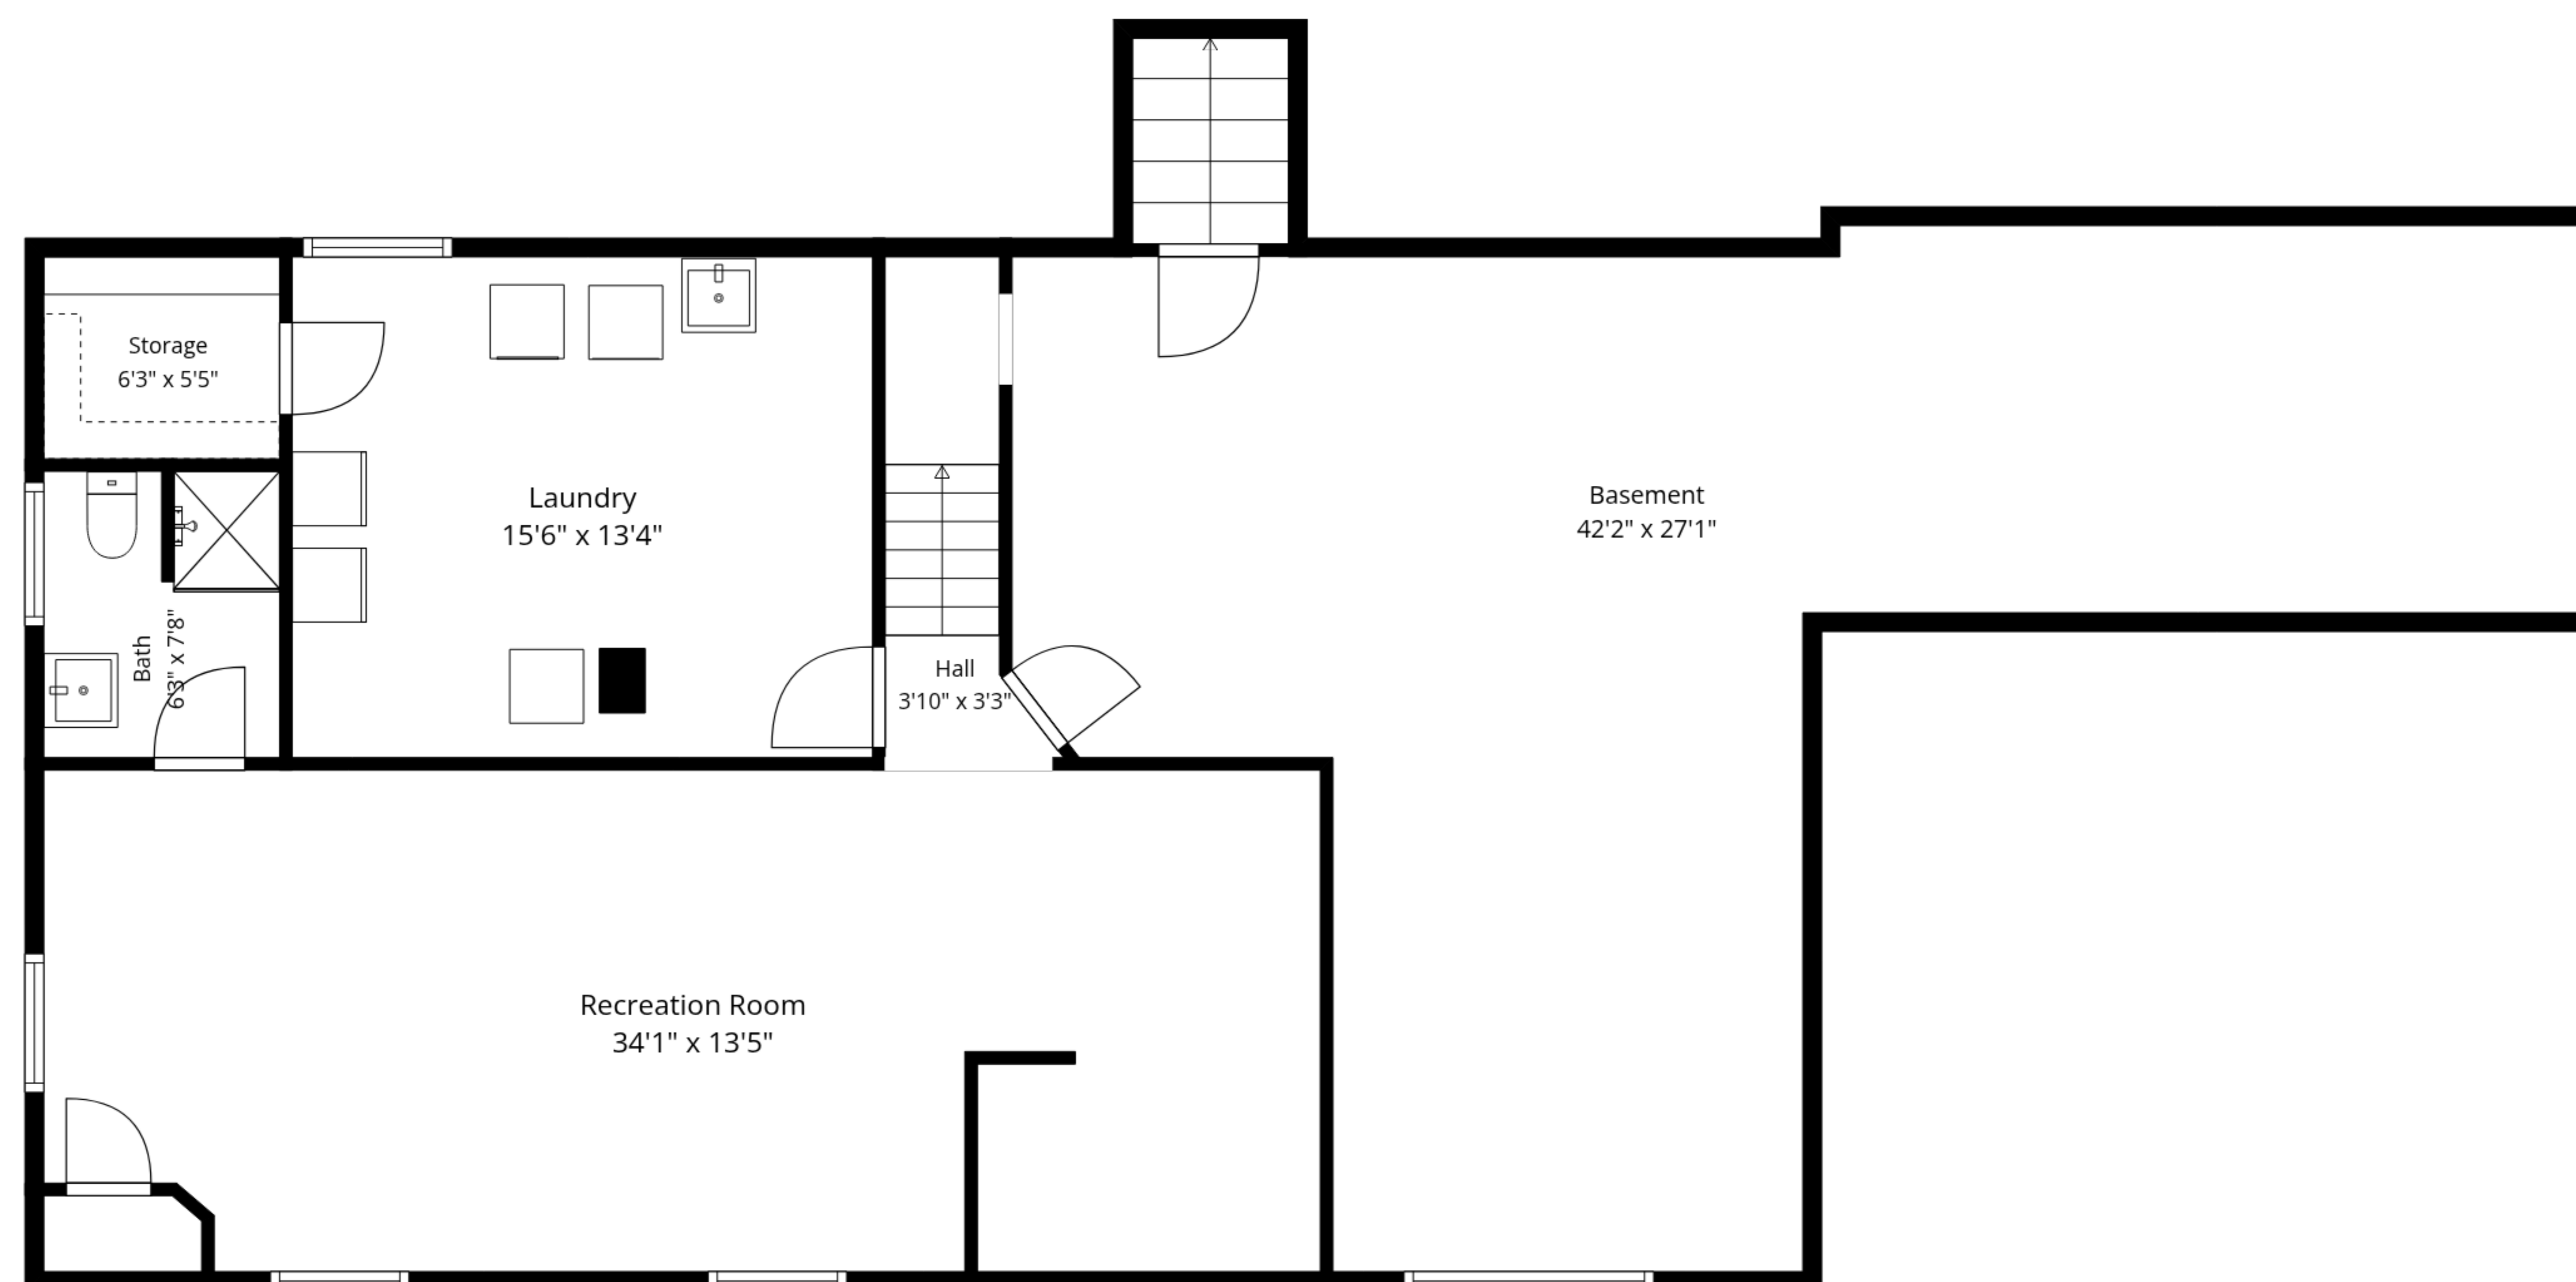 Storage
6'3" x 5'5"
Laundry
15'6" x 13'4"
Basement
42'2" x 27'1"
Bath
6'3" x 7'8"
Hall
3'10" x 3'3"
Recreation Room
34'1" x 13'5"